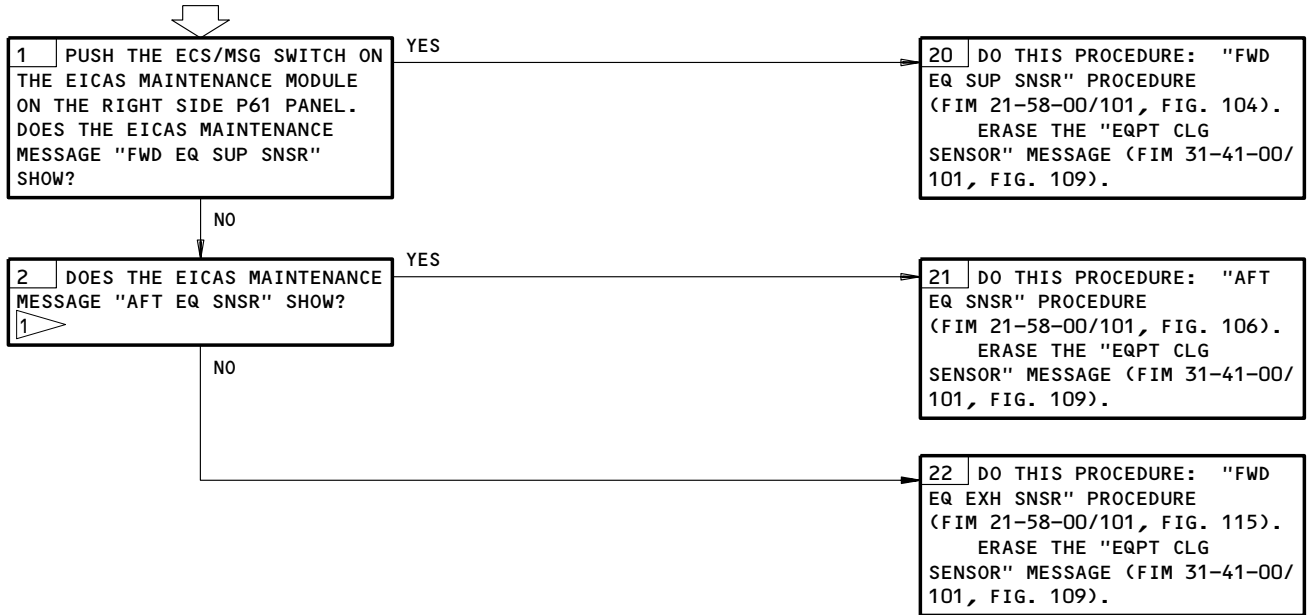 1 PUSH THE ECS/MSG SWITCH ON
THE EICAS MAINTENANCE MODULE
ON THE RIGHT SIDE P61 PANEL.
DOES THE EICAS MAINTENANCE
MESSAGE "FWD EQ SUP SNSR"
SHOW?
YES
20 DO THIS PROCEDURE: "FWD
EQ SUP SNSR" PROCEDURE
(FIM 21-58-00/101, FIG. 104).
ERASE THE "EQPT CLG
SENSOR" MESSAGE (FIM 31-41-00/
101, FIG. 109).
NO
2 DOES THE EICAS MAINTENANCE
MESSAGE "AFT EQ SNSR" SHOW?
1
YES
21 DO THIS PROCEDURE: "AFT
EQ SNSR" PROCEDURE
(FIM 21-58-00/101, FIG. 106).
ERASE THE "EQPT CLG
SENSOR" MESSAGE (FIM 31-41-00/
101, FIG. 109).
NO
22 DO THIS PROCEDURE: "FWD
EQ EXH SNSR" PROCEDURE
(FIM 21-58-00/101, FIG. 115).
ERASE THE "EQPT CLG
SENSOR" MESSAGE (FIM 31-41-00/
101, FIG. 109).